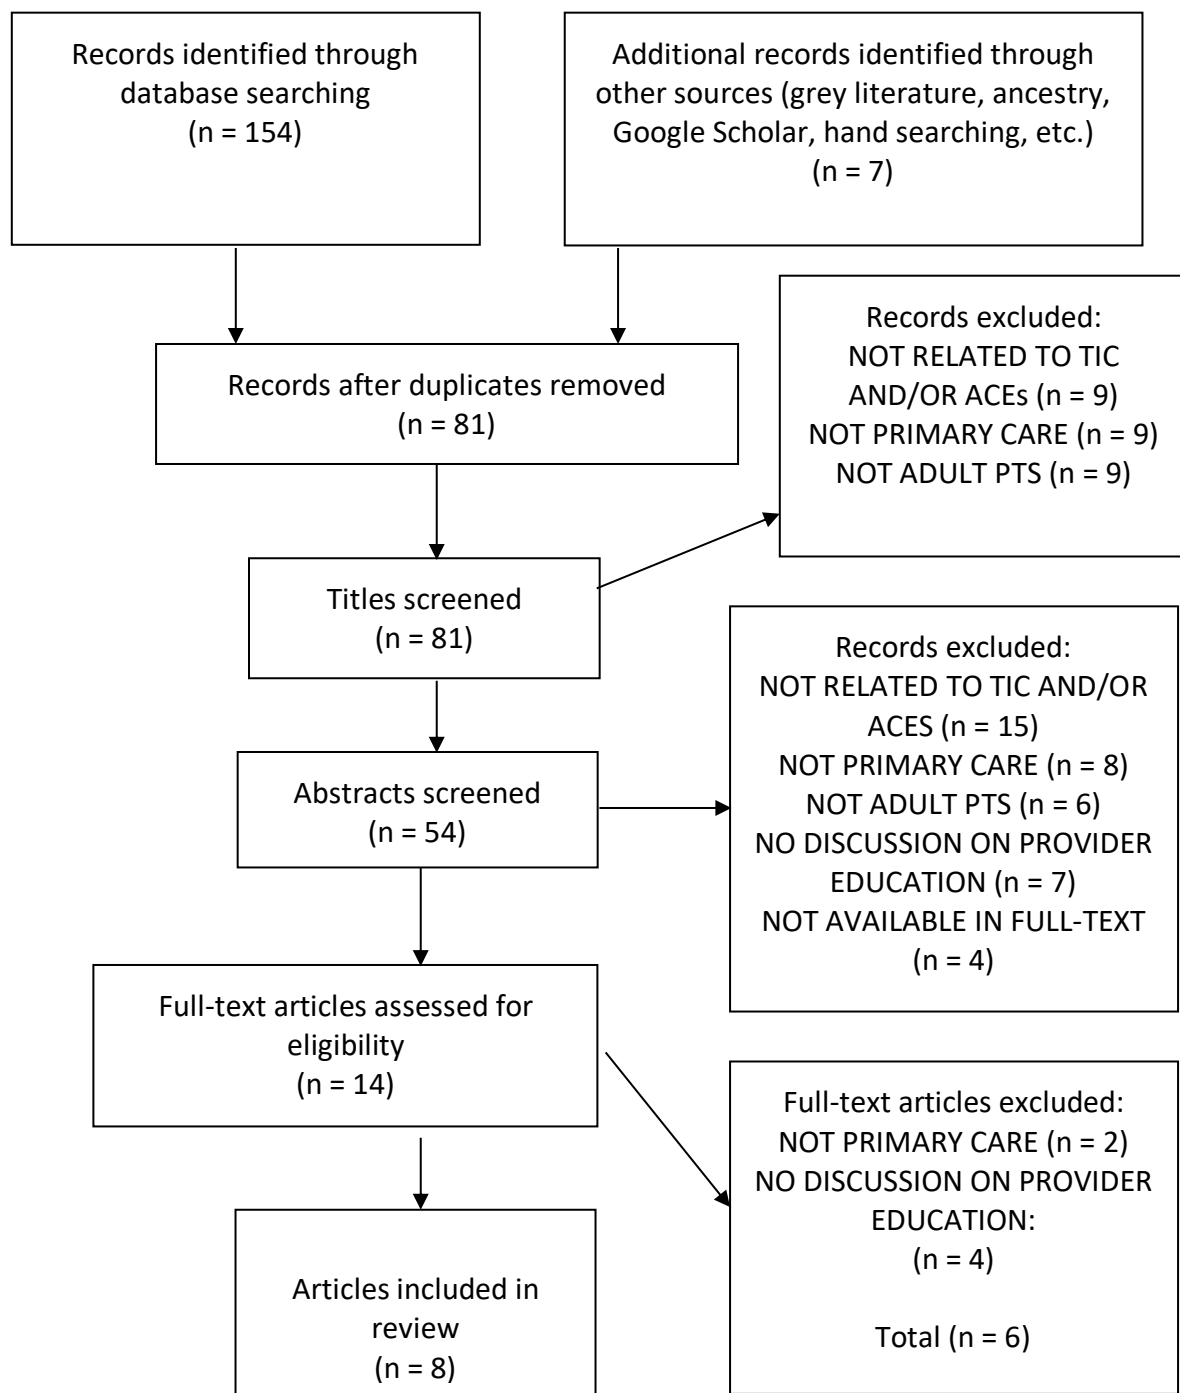 Records identified through
database searching
(n = 154)
Additional records identified through
other sources (grey literature, ancestry,
Google Scholar, hand searching, etc.)
(n = 7)
Records after duplicates removed
(n = 81)
Records excluded:
NOT RELATED TO TIC
AND/OR ACEs (n = 9)
NOT PRIMARY CARE (n = 9)
NOT ADULT PTS (n = 9)
Titles screened
(n = 81)
Records excluded:
NOT RELATED TO TIC AND/OR
ACES (n = 15)
NOT PRIMARY CARE (n = 8)
NOT ADULT PTS (n = 6)
NO DISCUSSION ON PROVIDER
EDUCATION (n = 7)
NOT AVAILABLE IN FULL-TEXT
(n = 4)
Abstracts screened
(n = 54)
Full-text articles assessed for
eligibility
(n = 14)
Full-text articles excluded:
NOT PRIMARY CARE (n = 2)
NO DISCUSSION ON PROVIDER
EDUCATION:
(n = 4)
Total (n = 6)
Articles included in
review
(n = 8)